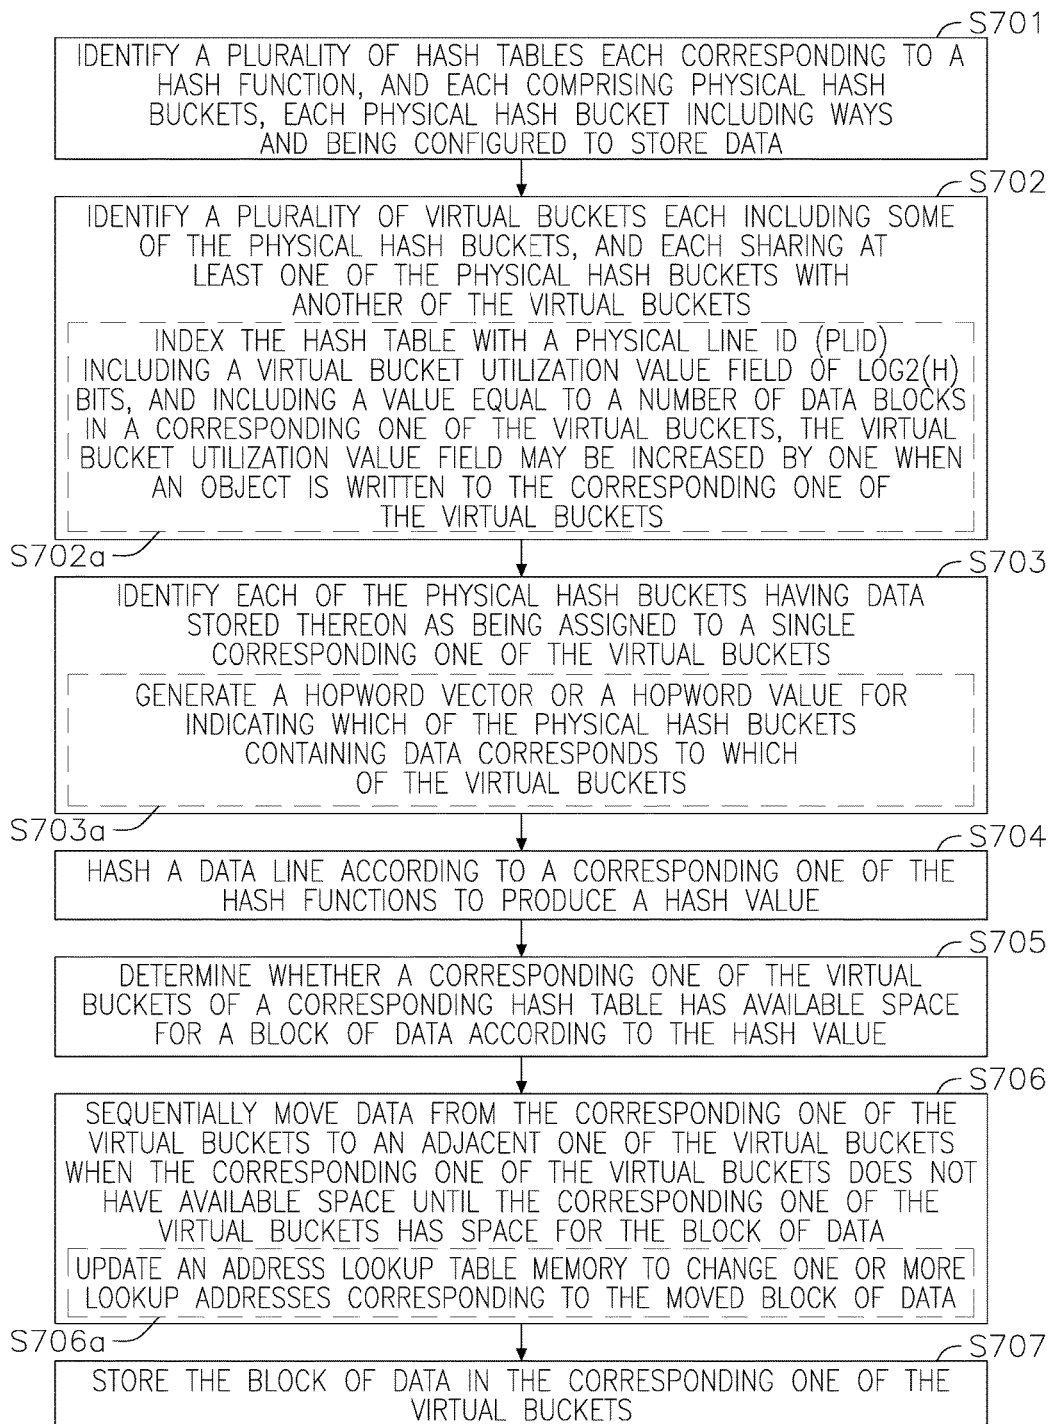 S701
IDENTIFY A PLURALITY OF HASH TABLES EACH CORRESPONDING TO A
HASH FUNCTION, AND EACH COMPRISING PHYSICAL HASH
BUCKETS, EACH PHYSICAL HASH BUCKET INCLUDING WAYS
AND BEING CONFIGURED TO STORE DATA
S702
IDENTIFY A PLURALITY OF VIRTUAL BUCKETS EACH INCLUDING SOME
OF THE PHYSICAL HASH BUCKETS, AND EACH SHARING AT
LEAST ONE OF THE PHYSICAL HASH BUCKETS WITH
ANOTHER OF THE VIRTUAL BUCKETS
INDEX THE HASH TABLE WITH A PHYSICAL LINE ID (PLID)
INCLUDING A VIRTUAL BUCKET UTILIZATION VALUE FIELD OF LOG2(H)
BITS, AND INCLUDING A VALUE EQUAL TO A NUMBER OF DATA BLOCKS
IN A CORRESPONDING ONE OF THE VIRTUAL BUCKETS, THE VIRTUAL
BUCKET UTILIZATION VALUE FIELD MAY BE INCREASED BY ONE WHEN
AN OBJECT IS WRITTEN TO THE CORRESPONDING ONE OF
THE VIRTUAL BUCKETS
S702a
S703
IDENTIFY EACH OF THE PHYSICAL HASH BUCKETS HAVING DATA
STORED THEREON AS BEING ASSIGNED TO A SINGLE
CORRESPONDING ONE OF THE VIRTUAL BUCKETS
GENERATE A HOPWORD VECTOR OR A HOPWORD VALUE FOR
INDICATING WHICH OF THE PHYSICAL HASH BUCKETS
CONTAINING DATA CORRESPONDS TO WHICH
OF THE VIRTUAL BUCKETS
S703a
S704
HASH A DATA LINE ACCORDING TO A CORRESPONDING ONE OF THE
HASH FUNCTIONS TO PRODUCE A HASH VALUE
S705
DETERMINE WHETHER A CORRESPONDING ONE OF THE VIRTUAL
BUCKETS OF A CORRESPONDING HASH TABLE HAS AVAILABLE SPACE
FOR A BLOCK OF DATA ACCORDING TO THE HASH VALUE
S706
SEQUENTIALLY MOVE DATA FROM THE CORRESPONDING ONE OF THE
VIRTUAL BUCKETS TO AN ADJACENT ONE OF THE VIRTUAL BUCKETS
WHEN THE CORRESPONDING ONE OF THE VIRTUAL BUCKETS DOES NOT
HAVE AVAILABLE SPACE UNTIL THE CORRESPONDING ONE OF THE
VIRTUAL BUCKETS HAS SPACE FOR THE BLOCK OF DATA
UPDATE AN ADDRESS LOOKUP TABLE MEMORY TO CHANGE ONE OR MORE
LOOKUP ADDRESSES CORRESPONDING TO THE MOVED BLOCK OF DATA
S706a
S707
STORE THE BLOCK OF DATA IN THE CORRESPONDING ONE OF THE
VIRTUAL BUCKETS